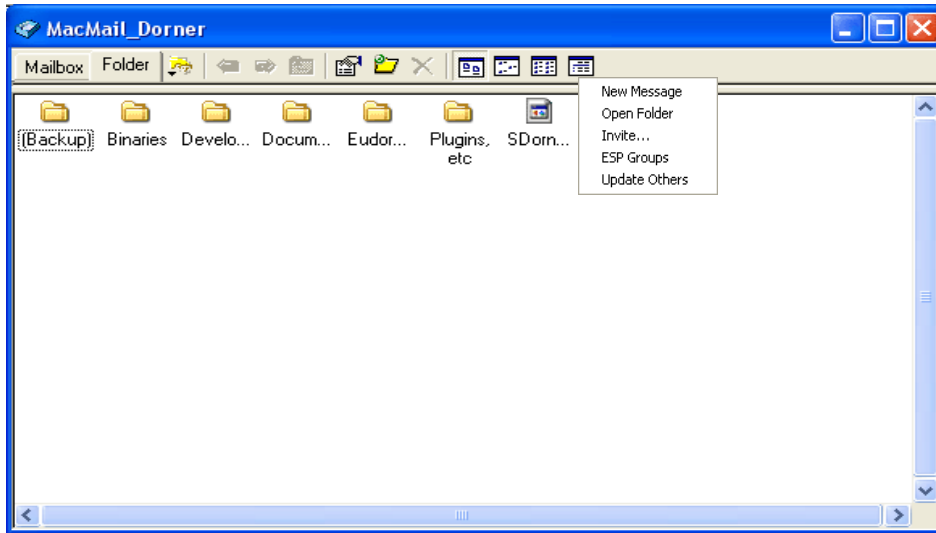 MacMail_Dorner
Mailbox Folder
(Backup) Binaries Develo... Docum... Eudor... Plugins, etc SDorn...
New Message
Open Folder
Invite...
ESP Groups
Update Others